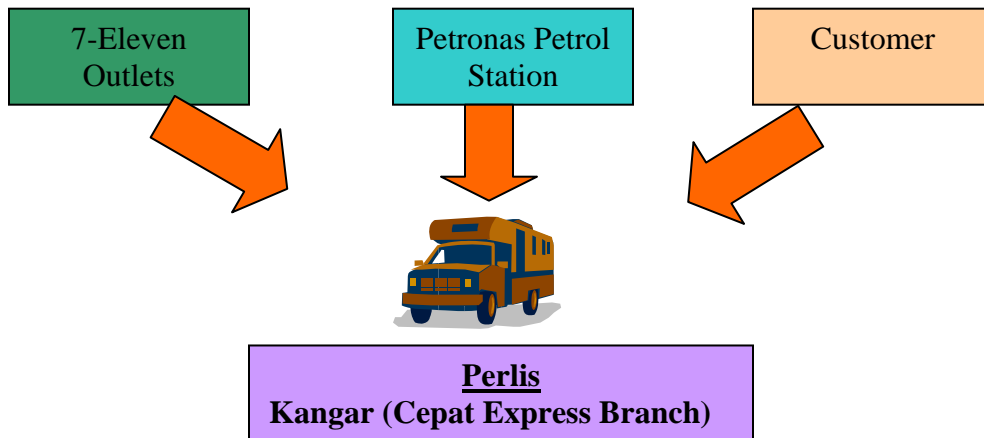 7-Eleven
Outlets
Petronas Petrol
Station
Customer
Perlis
Kangar (Cepat Express Branch)